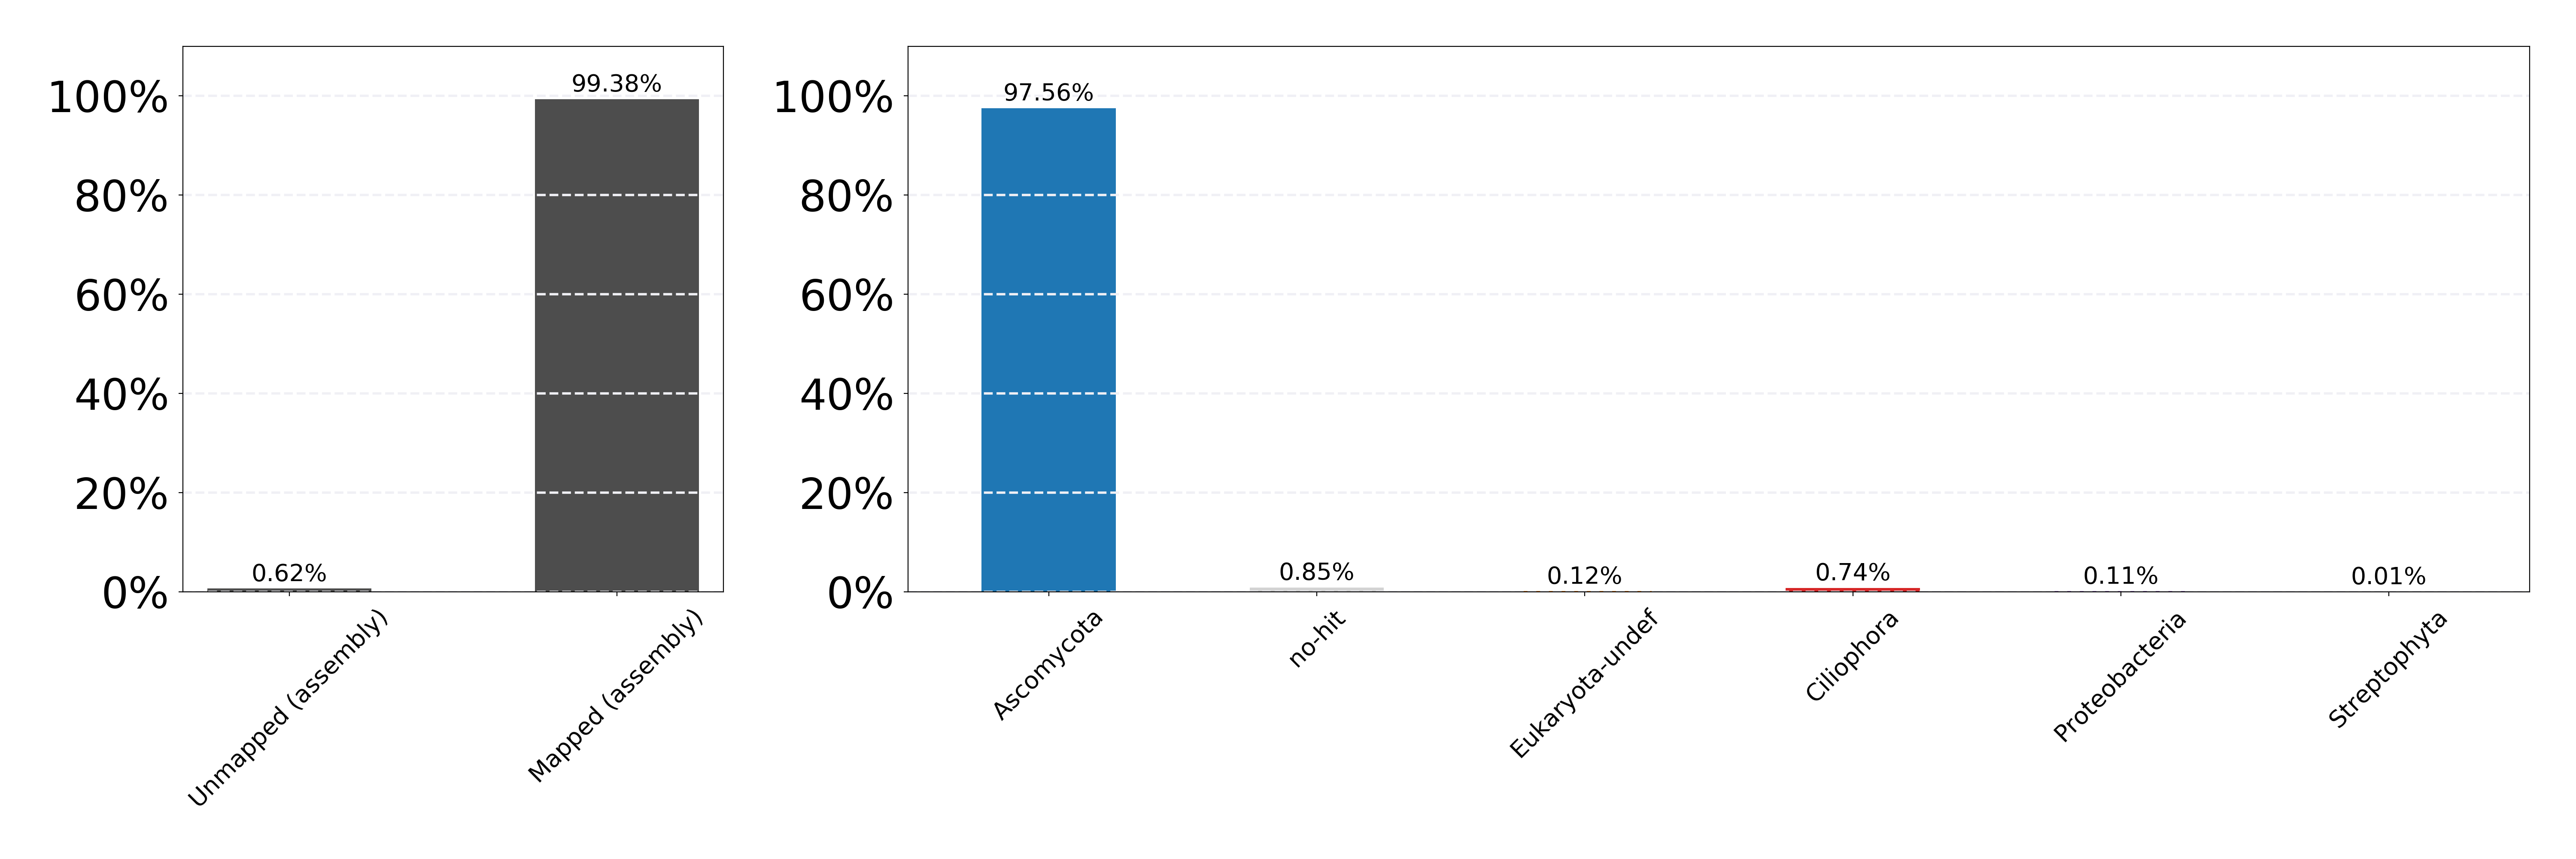 100%
80%
60%
40%
20%
0%
0.62%
99.38%
Unmapped (assembly)
Mapped (assembly)
100%
80%
60%
40%
20%
0%
97.56%
0.85%
0.12%
0.74%
0.11%
0.01%
Ascomycota
no-hit
Eukaryota-undef
Ciliophora
Proteobacteria
Streptophyta